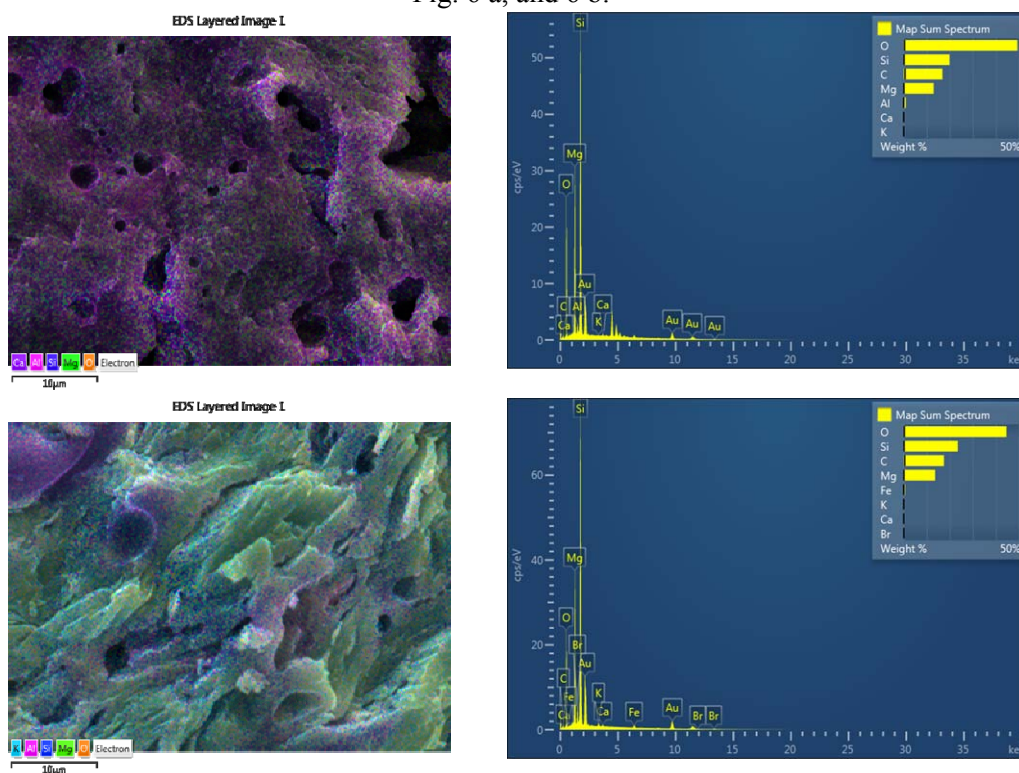 Fig. 6 a, and 6 b.
EDS Layered Image 1
Ca Al Si Mg O Electron
10µm
Si
Mg
O
Au
C Al Ca
Ca K Au Au Au
cps/eV
50
40
30
20
10
0
0 5 10 15 20 25 30 35 ke
Map Sum Spectrum
O
Si
C
Mg
Al
Ca
K
Weight % 50%
EDS Layered Image 1
K Al Si Mg O Electron
10µm
Si
Mg
O
Br
Au
C
Fe K
Ca Ca Fe Au Br Br
cps/eV
60
40
20
0
0 5 10 15 20 25 30 35 ke
Map Sum Spectrum
O
Si
C
Mg
Fe
K
Ca
Br
Weight % 50%